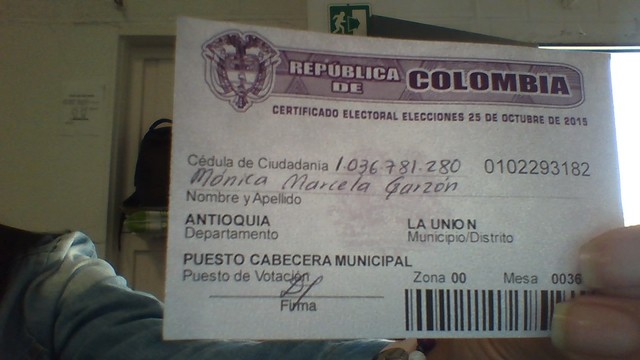 REPÚBLICA DE COLOMBIA
CERTIFICADO ELECTORAL ELECCIONES 25 DE OCTUBRE DE 2015
Cédula de Ciudadanía 1.036.781.280 0102293182
Mónica Marcela Garzón
Nombre y Apellido
ANTIOQUIA LA UNION
Departamento Municipio/Distrito
PUESTO CABECERA MUNICIPAL
Puesto de Votación Zona 00 Mesa 0036
Firma